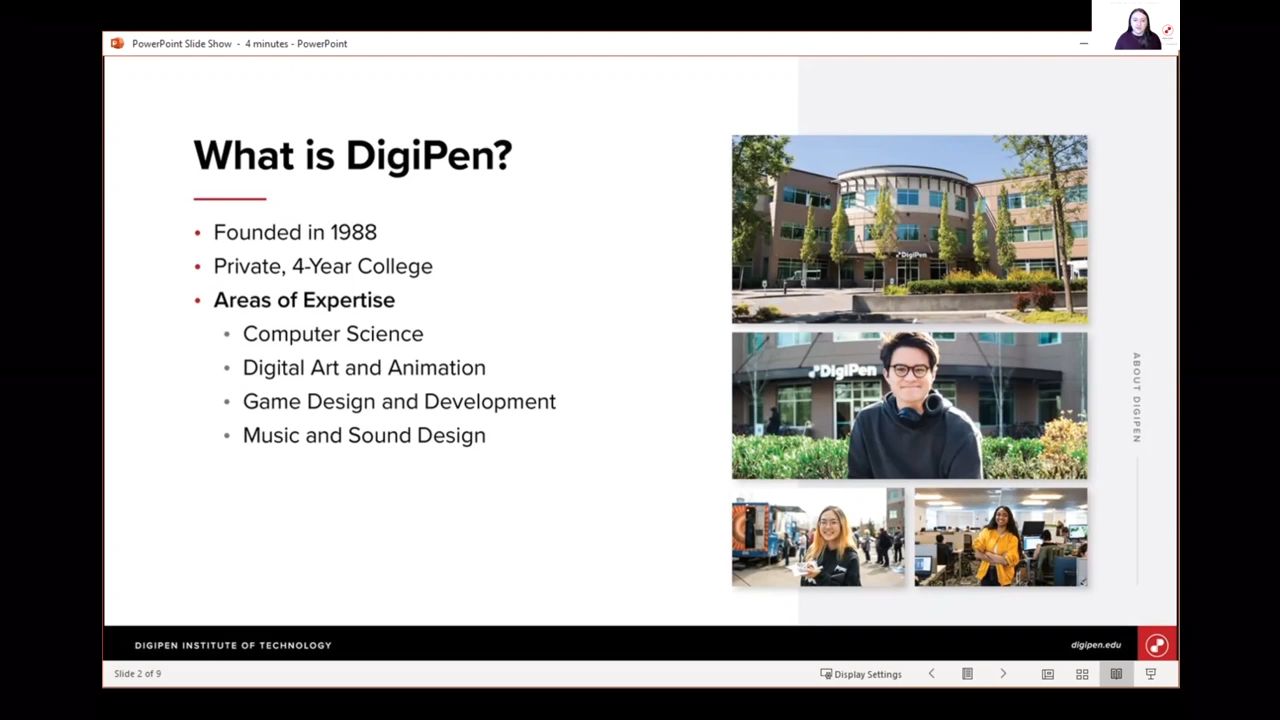 PowerPoint Slide Show - 4 minutes - PowerPoint
What is DigiPen?
• Founded in 1988
• Private, 4-Year College
• Areas of Expertise
• Computer Science
• Digital Art and Animation
• Game Design and Development
• Music and Sound Design
DigiPen
DigiPen
ABOUT DIGIPEN
DIGIPEN INSTITUTE OF TECHNOLOGY
digipen.edu
Slide 2 of 9
Display Settings